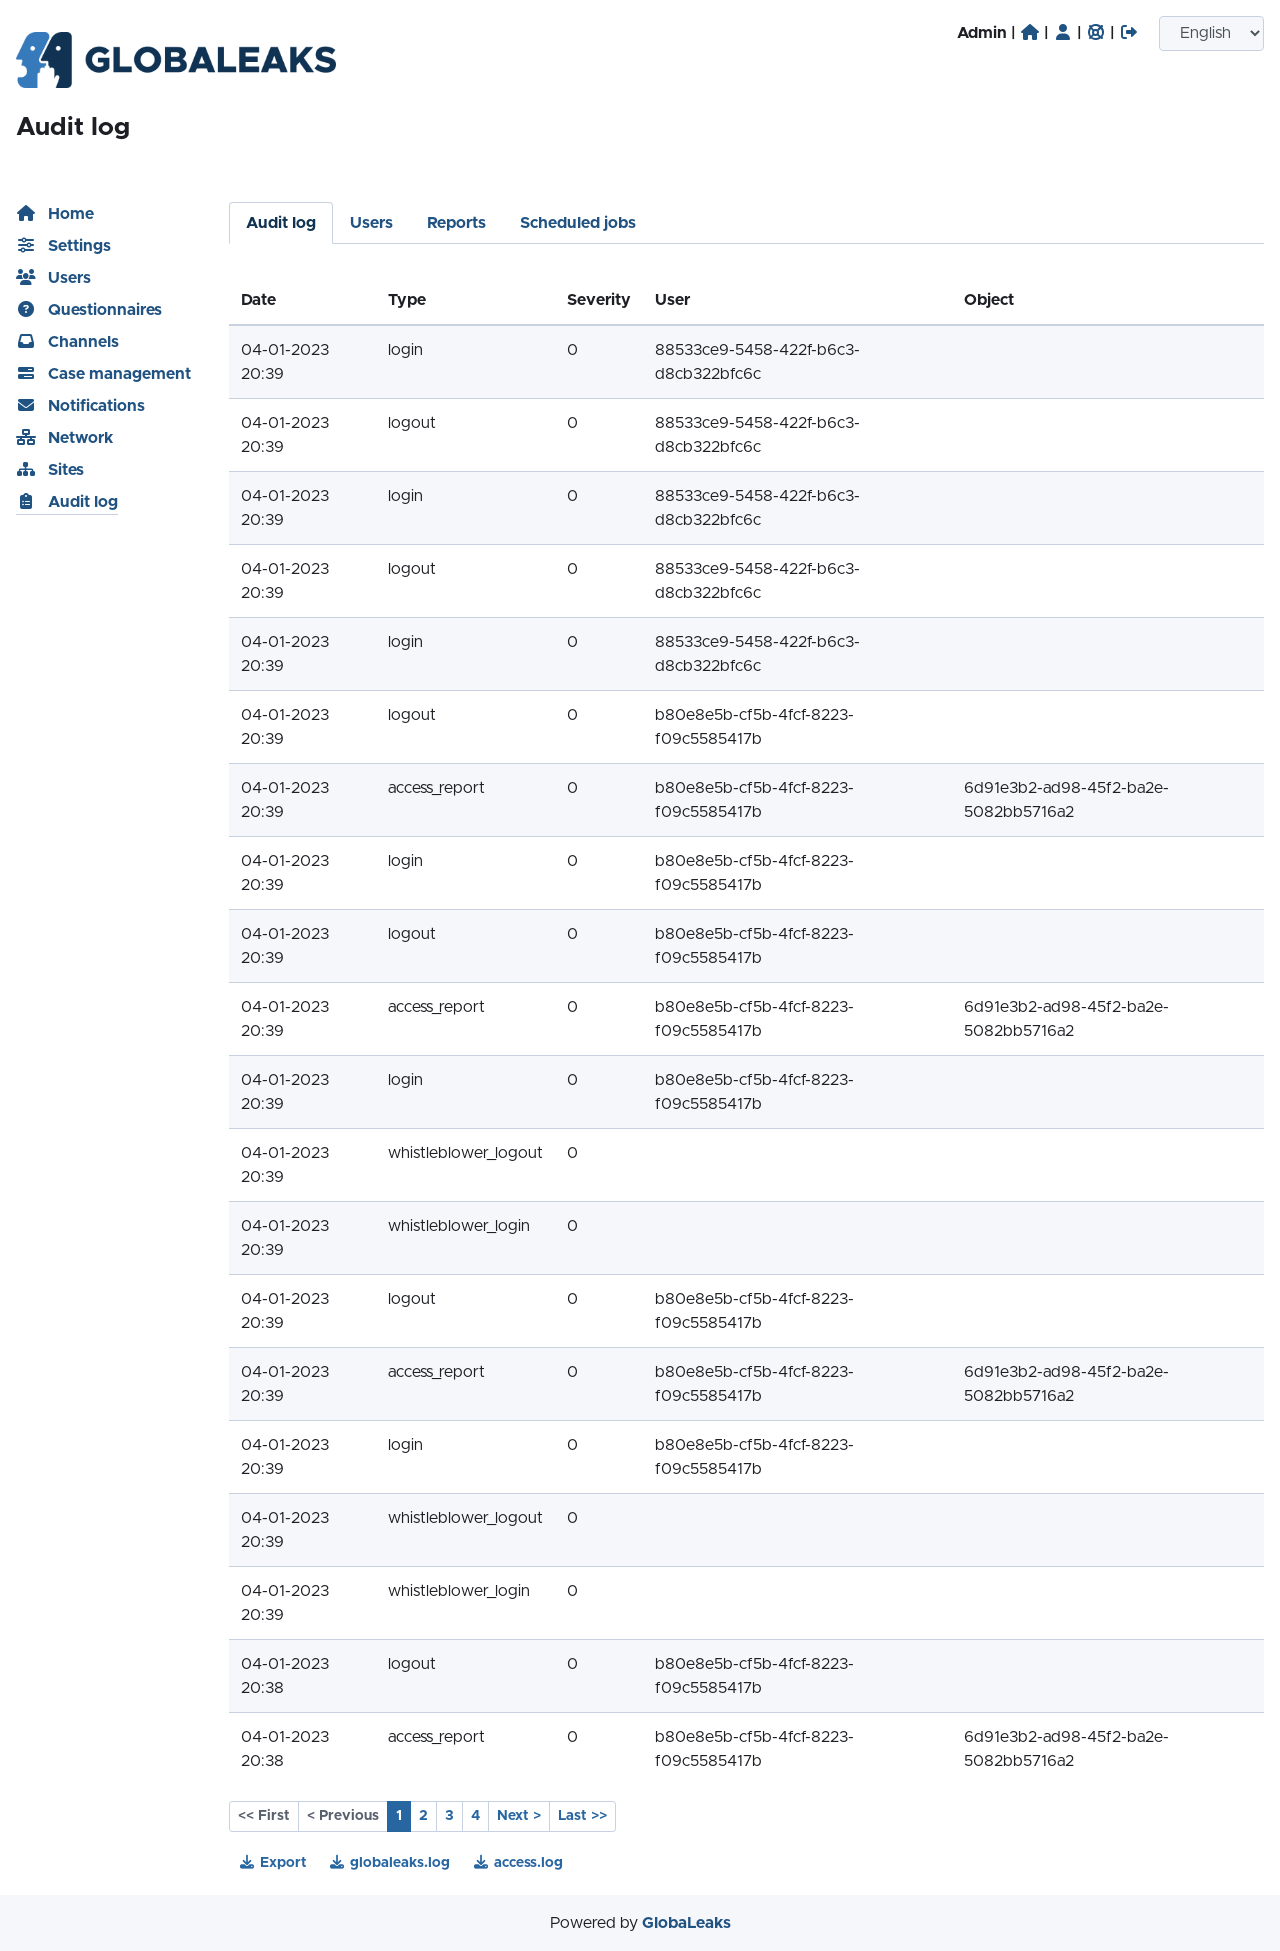 Admin | | | |
English
GLOBALEAKS
Audit log
Home
Settings
Users
Questionnaires
Channels
Case management
Notifications
Network
Sites
Audit log
Audit log Users Reports Scheduled jobs
Date Type Severity User Object
04-01-2023 login 0 88533ce9-5458-422f-b6c3-
20:39 d8cb322bfc6c
04-01-2023 logout 0 88533ce9-5458-422f-b6c3-
20:39 d8cb322bfc6c
04-01-2023 login 0 88533ce9-5458-422f-b6c3-
20:39 d8cb322bfc6c
04-01-2023 logout 0 88533ce9-5458-422f-b6c3-
20:39 d8cb322bfc6c
04-01-2023 login 0 88533ce9-5458-422f-b6c3-
20:39 d8cb322bfc6c
04-01-2023 logout 0 b80e8e5b-cf5b-4fcf-8223-
20:39 f09c5585417b
04-01-2023 access_report 0 b80e8e5b-cf5b-4fcf-8223- 6d91e3b2-ad98-45f2-ba2e-
20:39 f09c5585417b 5082bb5716a2
04-01-2023 login 0 b80e8e5b-cf5b-4fcf-8223-
20:39 f09c5585417b
04-01-2023 logout 0 b80e8e5b-cf5b-4fcf-8223-
20:39 f09c5585417b
04-01-2023 access_report 0 b80e8e5b-cf5b-4fcf-8223- 6d91e3b2-ad98-45f2-ba2e-
20:39 f09c5585417b 5082bb5716a2
04-01-2023 login 0 b80e8e5b-cf5b-4fcf-8223-
20:39 f09c5585417b
04-01-2023 whistleblower_logout 0
20:39
04-01-2023 whistleblower_login 0
20:39
04-01-2023 logout 0 b80e8e5b-cf5b-4fcf-8223-
20:39 f09c5585417b
04-01-2023 access_report 0 b80e8e5b-cf5b-4fcf-8223- 6d91e3b2-ad98-45f2-ba2e-
20:39 f09c5585417b 5082bb5716a2
04-01-2023 login 0 b80e8e5b-cf5b-4fcf-8223-
20:39 f09c5585417b
04-01-2023 whistleblower_logout 0
20:39
04-01-2023 whistleblower_login 0
20:39
04-01-2023 logout 0 b80e8e5b-cf5b-4fcf-8223-
20:38 f09c5585417b
04-01-2023 access_report 0 b80e8e5b-cf5b-4fcf-8223- 6d91e3b2-ad98-45f2-ba2e-
20:38 f09c5585417b 5082bb5716a2
<< First < Previous 1 2 3 4 Next > Last >>
Export globaleaks.log access.log
Powered by GlobaLeaks